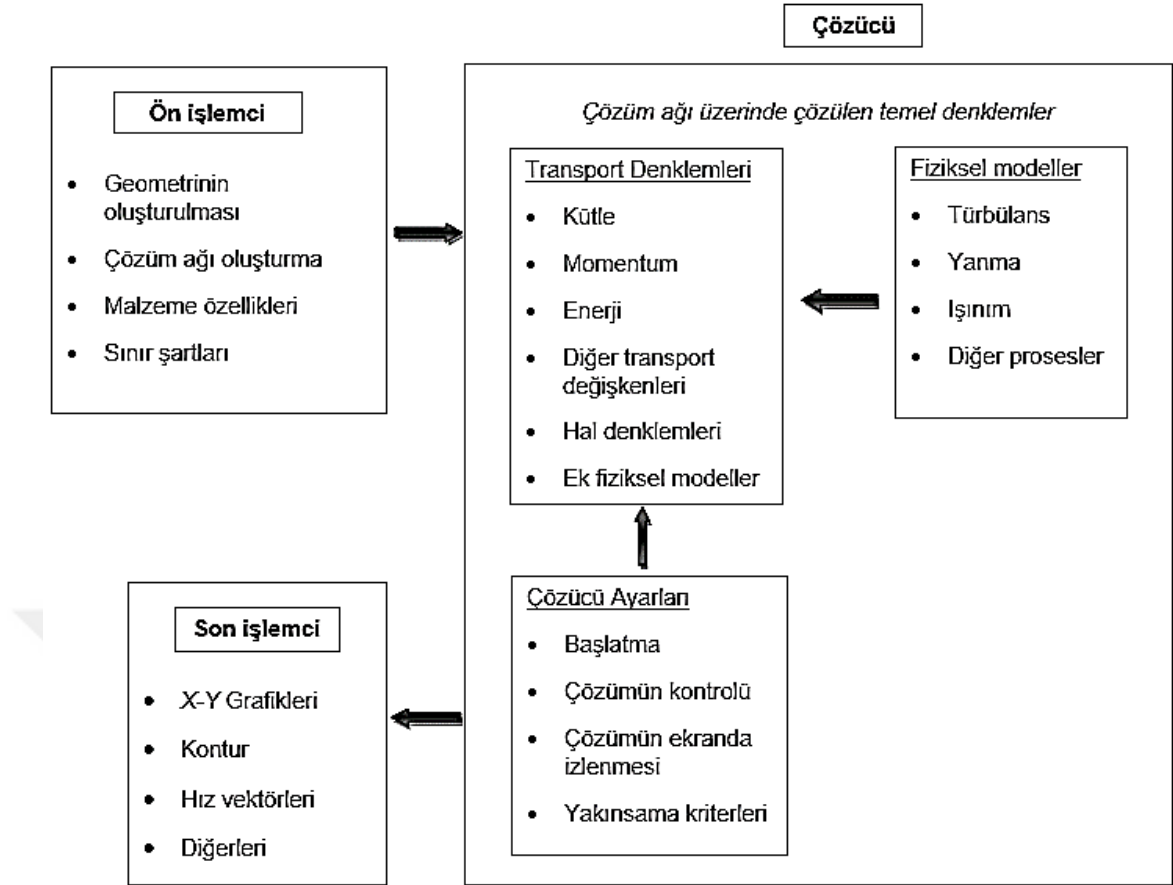 Çözücü
Ön işlemci
• Geometrinin
oluşturulması
• Çözüm ağı oluşturma
• Malzeme özellikleri
• Sınır şartları
Çözüm ağı üzerinde çözülen temel denklemler
Transport Denklemleri
• Kütle
• Momentum
• Enerji
• Diğer transport
değişkenleri
• Hal denklemleri
• Ek fiziksel modeller
Fiziksel modeller
• Türbülans
• Yanma
• Işınım
• Diğer prosesler
Çözücü Ayarları
• Başlatma
• Çözümün kontrolü
• Çözümün ekranda
izlenmesi
• Yakınsama kriterleri
Son işlemci
• X-Y Grafikleri
• Kontur
• Hız vektörleri
• Diğerleri